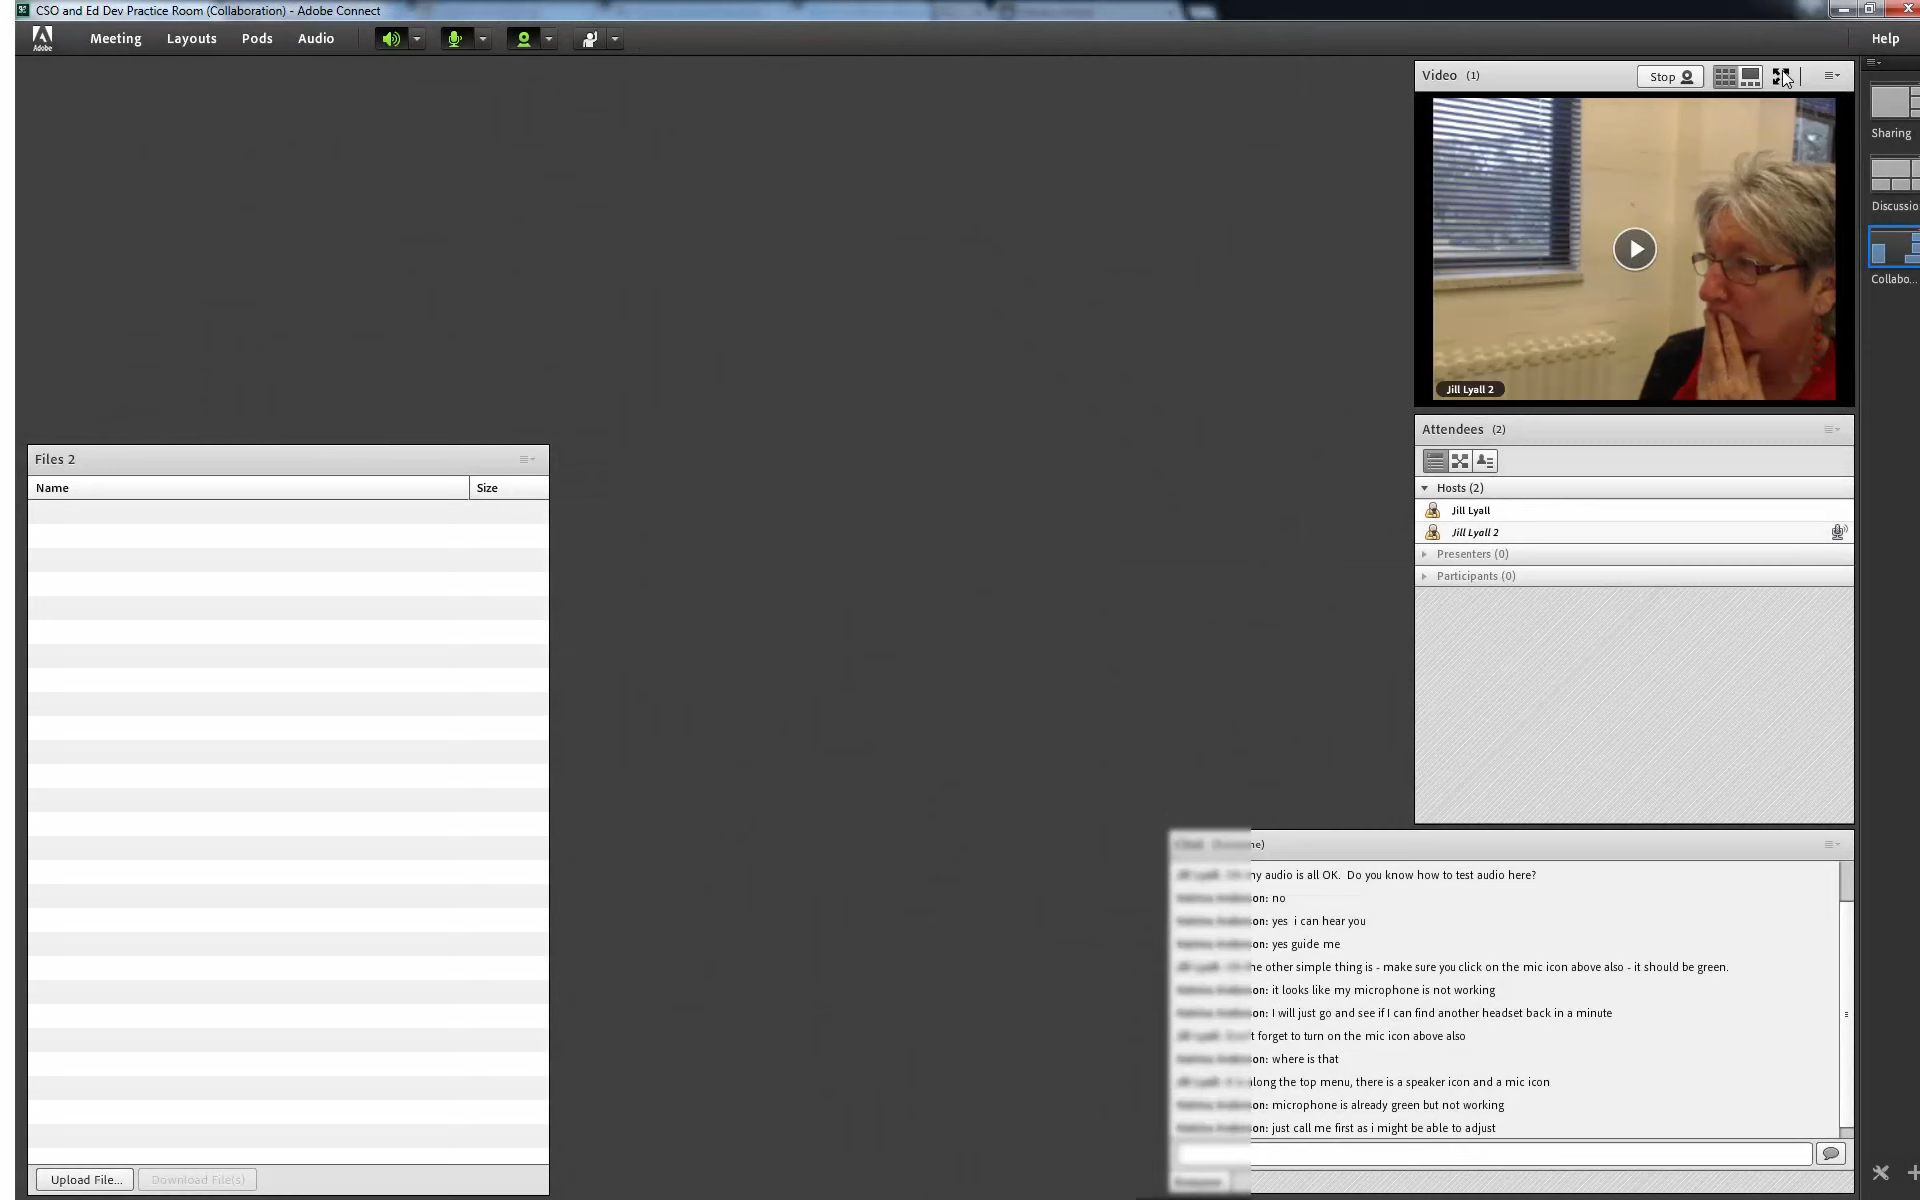 CSO and Ed Dev Practice Room (Collaboration) - Adobe Connect
Adobe
Meeting Layouts Pods Audio
Help
Video (1)
Stop
Sharing
Discussio
Collabo...
Jill Lyall 2
Attendees (2)
Hosts (2)
Jill Lyall
Jill Lyall 2
Presenters (0)
Participants (0)
Files 2
Name Size
Upload File... Download File(s)
ne)
ny audio is all OK. Do you know how to test audio here?
on: no
on: yes i can hear you
on: yes guide me
ne other simple thing is - make sure you click on the mic icon above also - it should be green.
on: it looks like my microphone is not working
on: I will just go and see if I can find another headset back in a minute
t forget to turn on the mic icon above also
on: where is that
long the top menu, there is a speaker icon and a mic icon
on: microphone is already green but not working
on: just call me first as i might be able to adjust